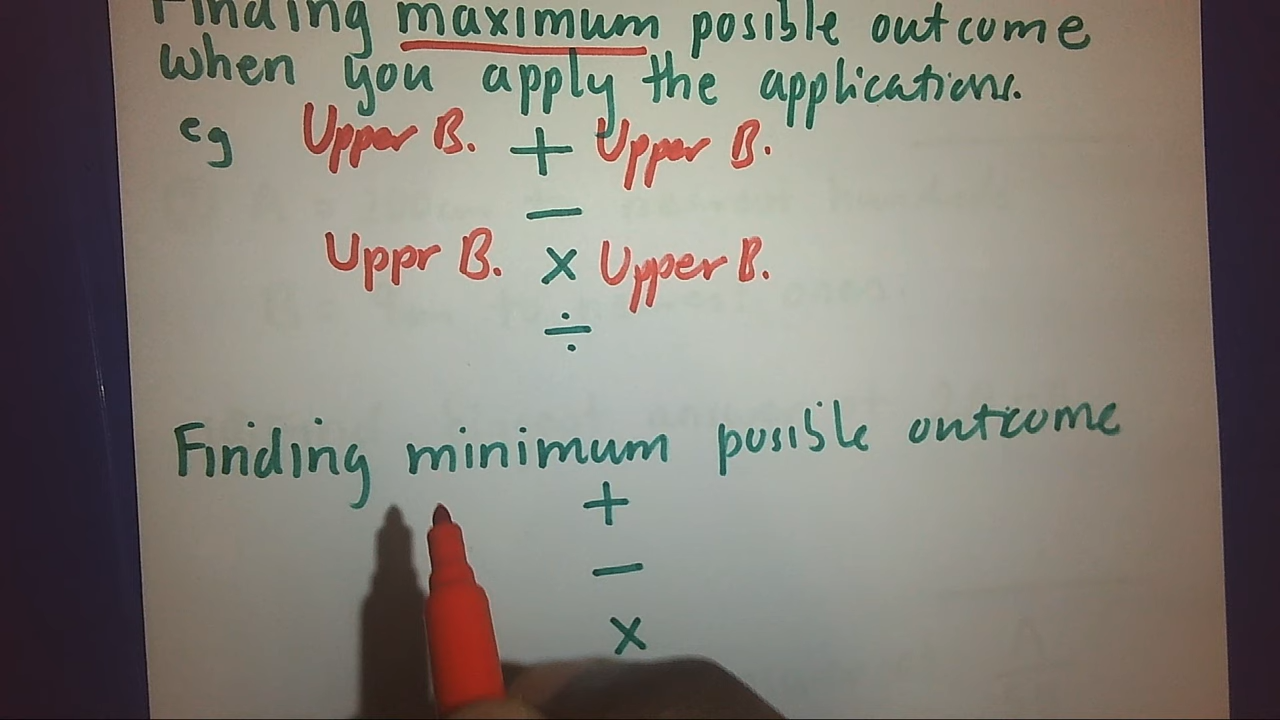 Finding maximum posible outcome
when you apply the applications.
eg Upper B. + Upper B.
−
Uppr B. × Upper B.
÷
Finding minimum posible outcome
+
−
×